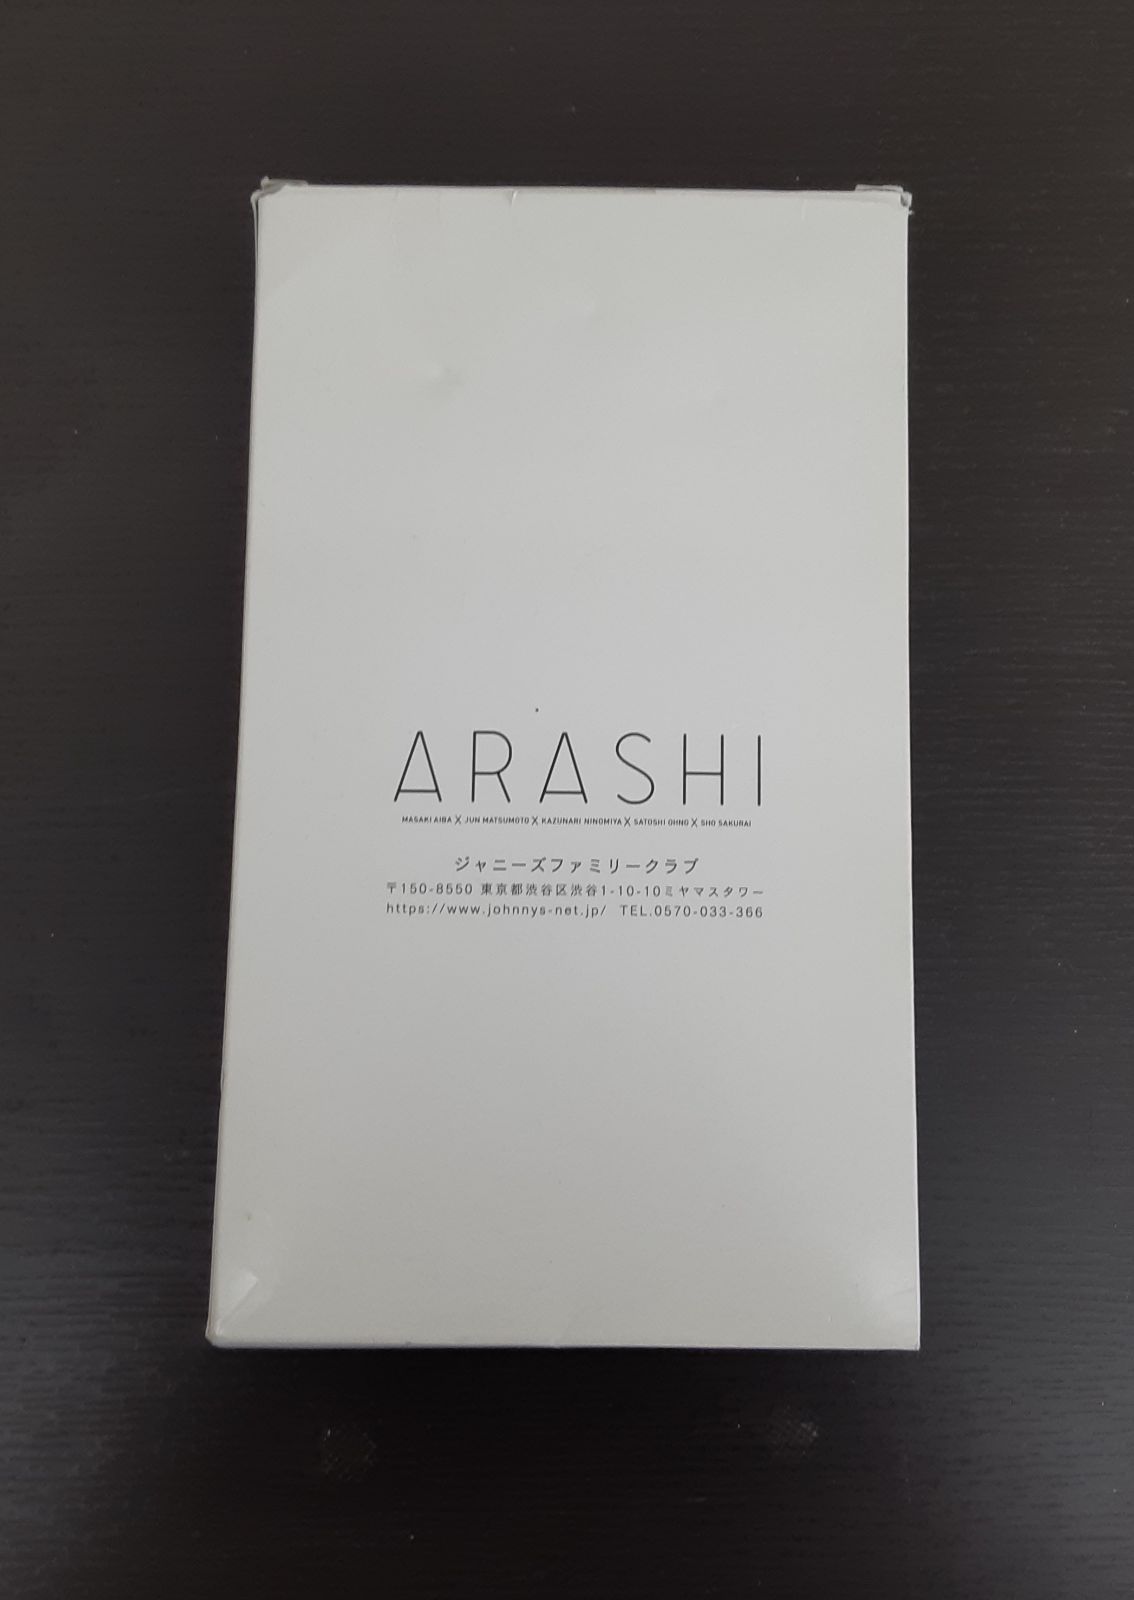 ARASHI
MASAKI AIBA X JUN MATSUMOTO X KAZUNARI NINOMIYA X SATOSHI OHNO X SHO SAKURAI
ジャニーズファミリークラブ
〒150-8550 東京都渋谷区渋谷1-10-10ミヤマスタワー
https://www.johnnys-net.jp/ TEL.0570-033-366